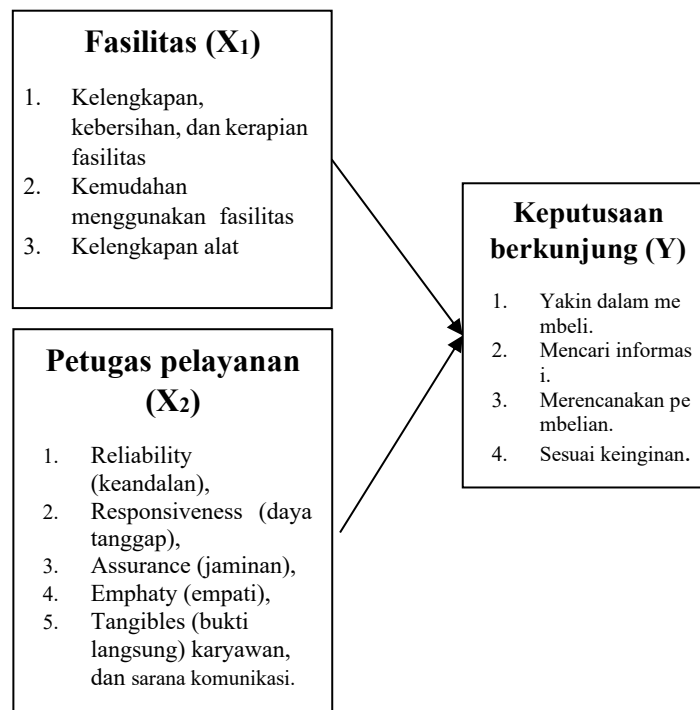 Fasilitas (X1)
1. Kelengkapan,
kebersihan, dan kerapian
fasilitas
2. Kemudahan
menggunakan fasilitas
3. Kelengkapan alat
Petugas pelayanan
(X2)
1. Reliability
(keandalan),
2. Responsiveness (daya
tanggap),
3. Assurance (jaminan),
4. Emphaty (empati),
5. Tangibles (bukti
langsung) karyawan,
dan sarana komunikasi.
Keputusaan
berkunjung (Y)
1. Yakin dalam me
mbeli.
2. Mencari informas
i.
3. Merencanakan pe
mbelian.
4. Sesuai keinginan.